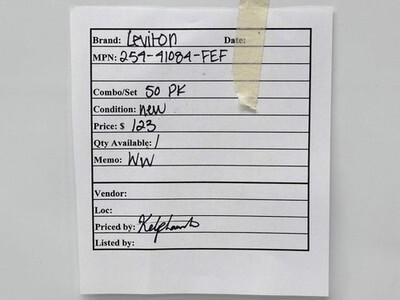 Brand: Leviton Date:
MPN: 254-41084-FEF
Combo/Set 50 PK
Condition: new
Price: $ 123
Qty Available: 1
Memo: WW
Vendor:
Loc:
Priced by:
Listed by: